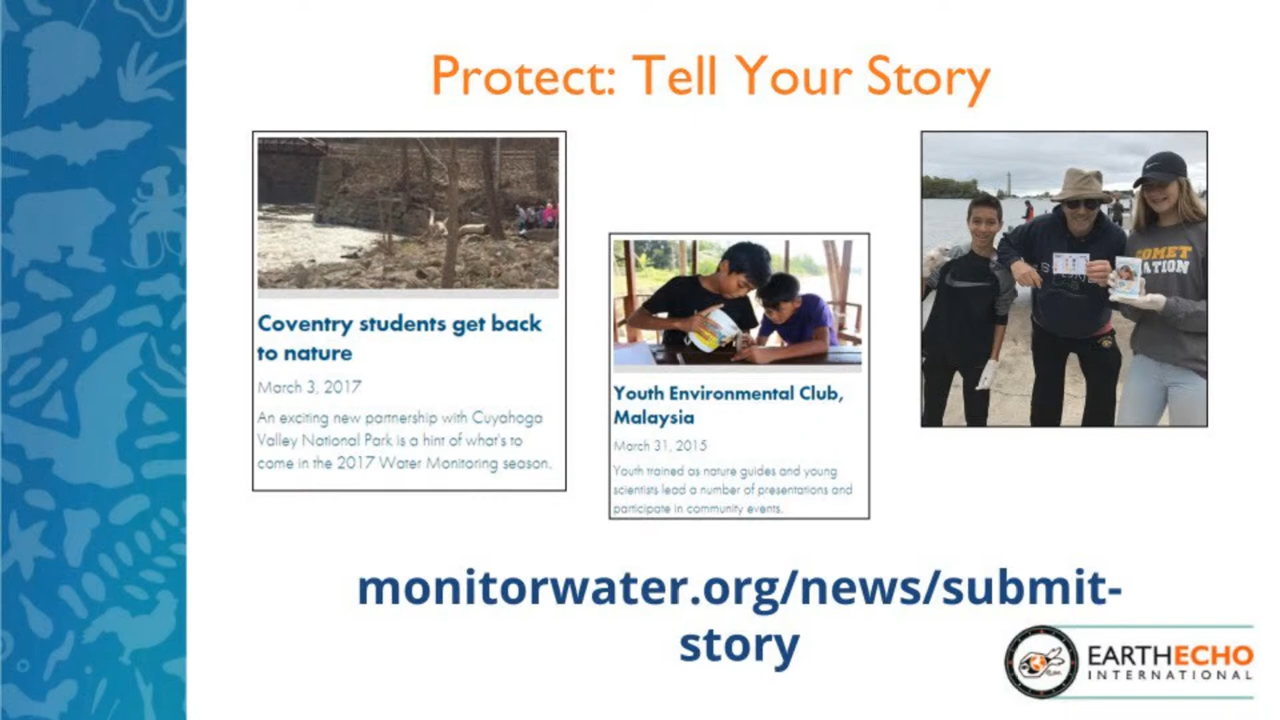 Protect: Tell Your Story
Coventry students get back
to nature
March 3, 2017
An exciting new partnership with Cuyahoga
Valley National Park is a hint of what's to
come in the 2017 Water Monitoring season.
Youth Environmental Club,
Malaysia
March 31, 2015
Youth trained as nature guides and young
scientists lead a number of presentations and
participate in community events.
COMET
NATION
monitorwater.org/news/submit-
story
EARTHECHO
INTERNATIONAL